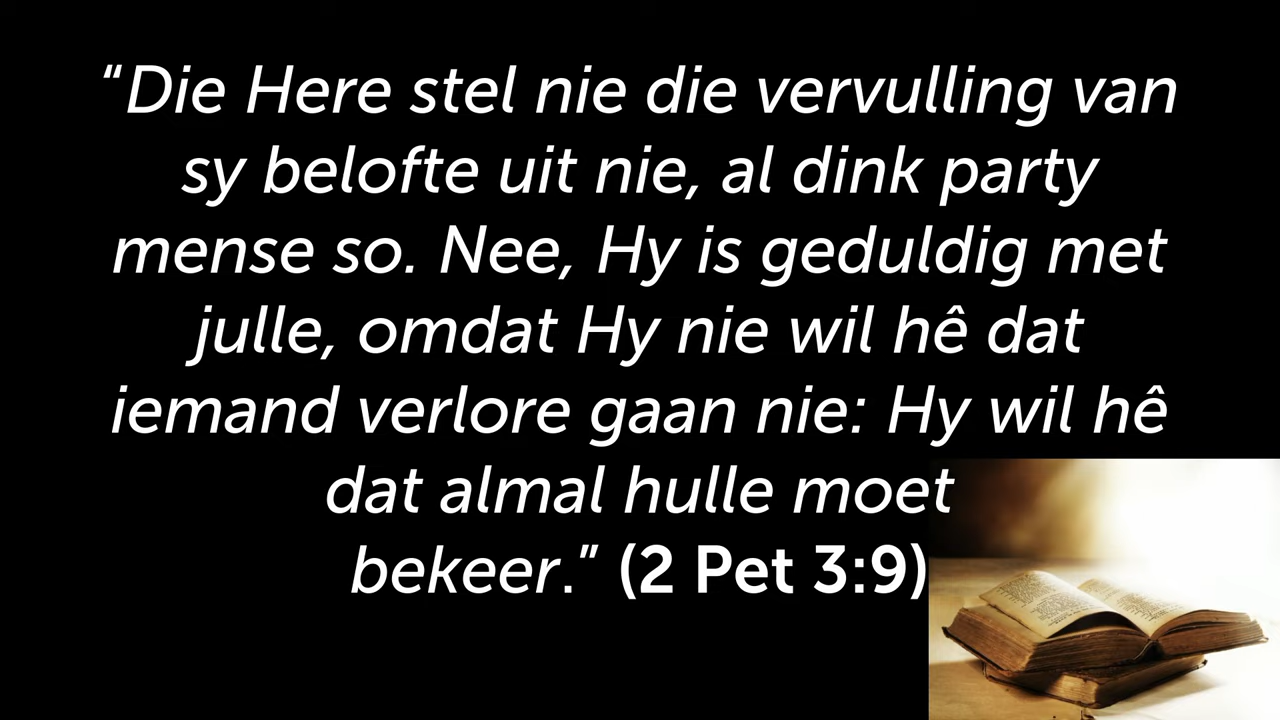 “Die Here stel nie die vervulling van
sy belofte uit nie, al dink party
mense so. Nee, Hy is geduldig met
julle, omdat Hy nie wil hê dat
iemand verlore gaan nie: Hy wil hê
dat almal hulle moet
bekeer.” (2 Pet 3:9)